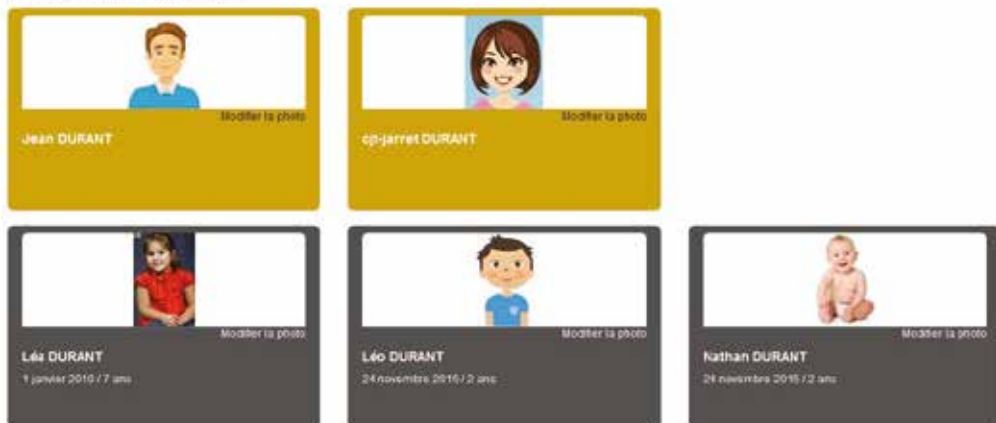 Modifier la photo
Jean DURANT
Modifier la photo
cp-jarret DURANT
Modifier la photo
Léa DURANT
1 janvier 2010 / 7 ans
Modifier la photo
Léo DURANT
24 novembre 2015 / 2 ans
Modifier la photo
Nathan DURANT
24 novembre 2015 / 2 ans